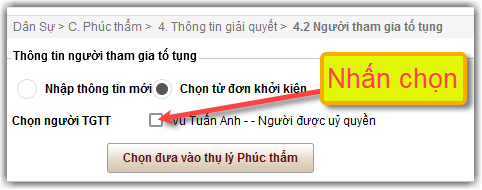 Dân Sự > C. Phúc thẩm > 4. Thông tin giải quyết > 4.2 Người tham gia tố tụng
Thông tin người tham gia tố tụng
Nhập thông tin mới Chọn từ đơn khởi kiện
Nhấn chọn
Chọn người TGTT Vũ Tuấn Anh - - Người được uỷ quyền
Chọn đưa vào thụ lý Phúc thẩm